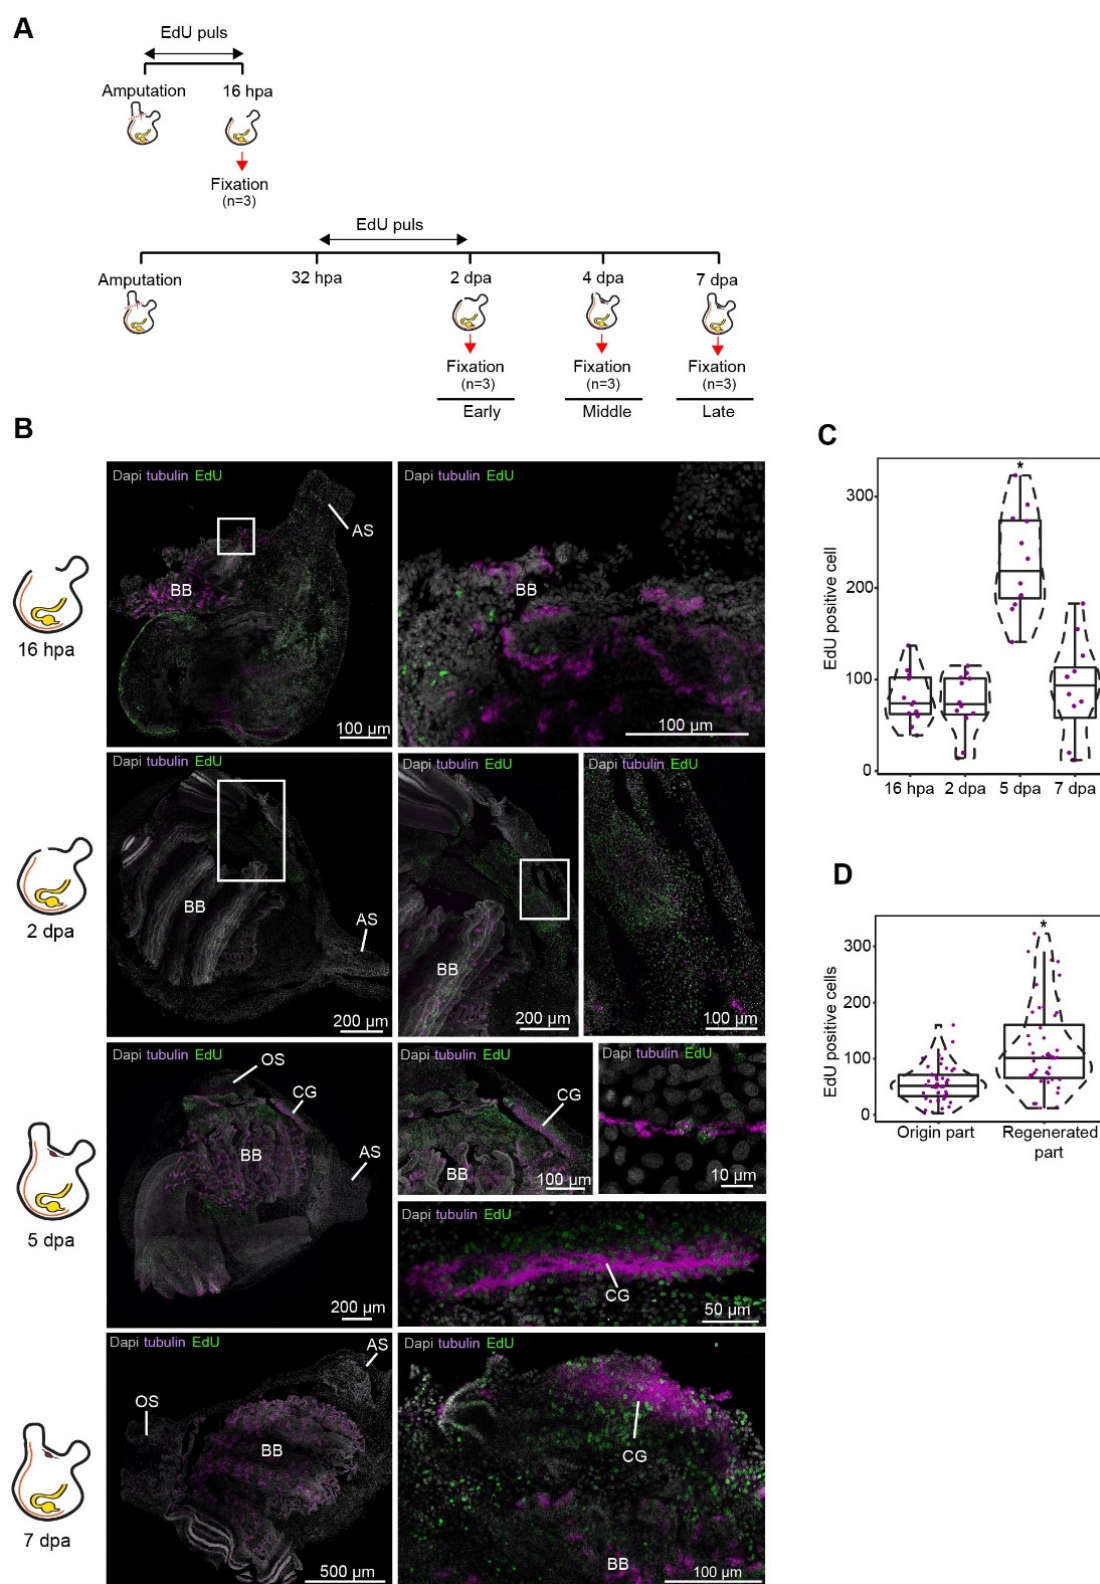 A
EdU puls
Amputation 16 hpa
Fixation
(n=3)
EdU puls
Amputation 32 hpa 2 dpa 4 dpa 7 dpa
Fixation Fixation Fixation
(n=3) (n=3) (n=3)
Early Middle Late
B
16 hpa
Dapi tubulin EdU
AS
BB
100 µm
Dapi tubulin EdU
BB
100 µm
2 dpa
Dapi tubulin EdU
BB
AS
200 µm
Dapi tubulin EdU
BB
200 µm
Dapi tubulin EdU
100 µm
5 dpa
Dapi tubulin EdU
OS
CG
BB
AS
200 µm
Dapi tubulin EdU
CG
BB
100 µm
Dapi tubulin EdU
10 µm
Dapi tubulin EdU
CG
50 µm
7 dpa
Dapi tubulin EdU
AS
OS
BB
500 µm
Dapi tubulin EdU
CG
BB
100 µm
C
*
EdU positive cell
300
200
100
0
16 hpa 2 dpa 5 dpa 7 dpa
D
*
EdU positive cells
300
200
100
0
Origin part Regenerated
part